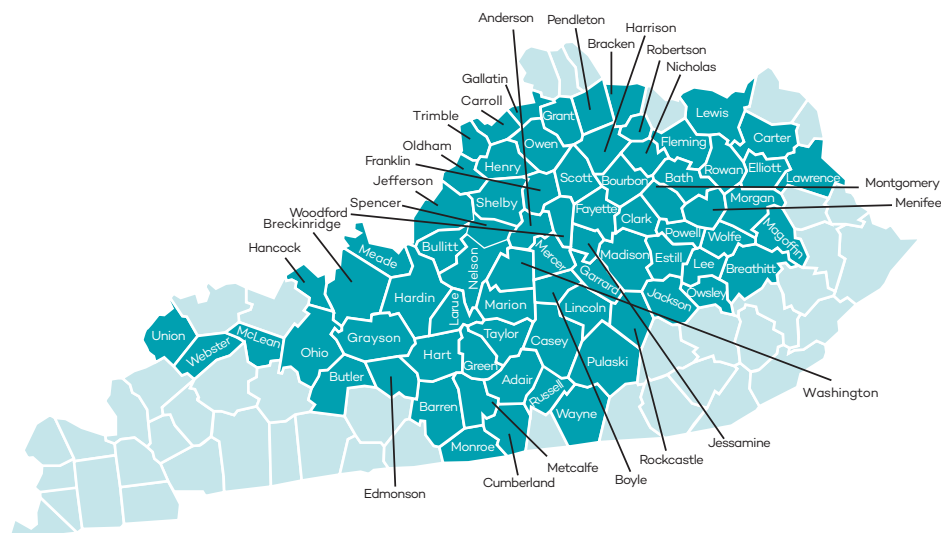 Anderson
Pendleton
Harrison
Bracken
Robertson
Nicholas
Gallatin
Carroll
Trimble
Oldham
Franklin
Jefferson
Spencer
Woodford
Breckinridge
Hancock
Montgomery
Menifee
Washington
Jessamine
Rockcastle
Boyle
Metcalfe
Cumberland
Edmonson
Lewis
Grant
Carter
Owen
Fleming
Henry
Rowan
Elliott
Scott
Bourbon
Bath
Lawrence
Shelby
Morgan
Fayette
Clark
Magoffin
Powell
Wolfe
Bullitt
Meade
Mercer
Nelson
Madison
Estill
Lee
Breathitt
Garrard
Hardin
Owsley
Jackson
Larue
Marion
Lincoln
Union
McLean
Webster
Ohio
Grayson
Taylor
Casey
Hart
Green
Pulaski
Butler
Adair
Russell
Barren
Wayne
Monroe